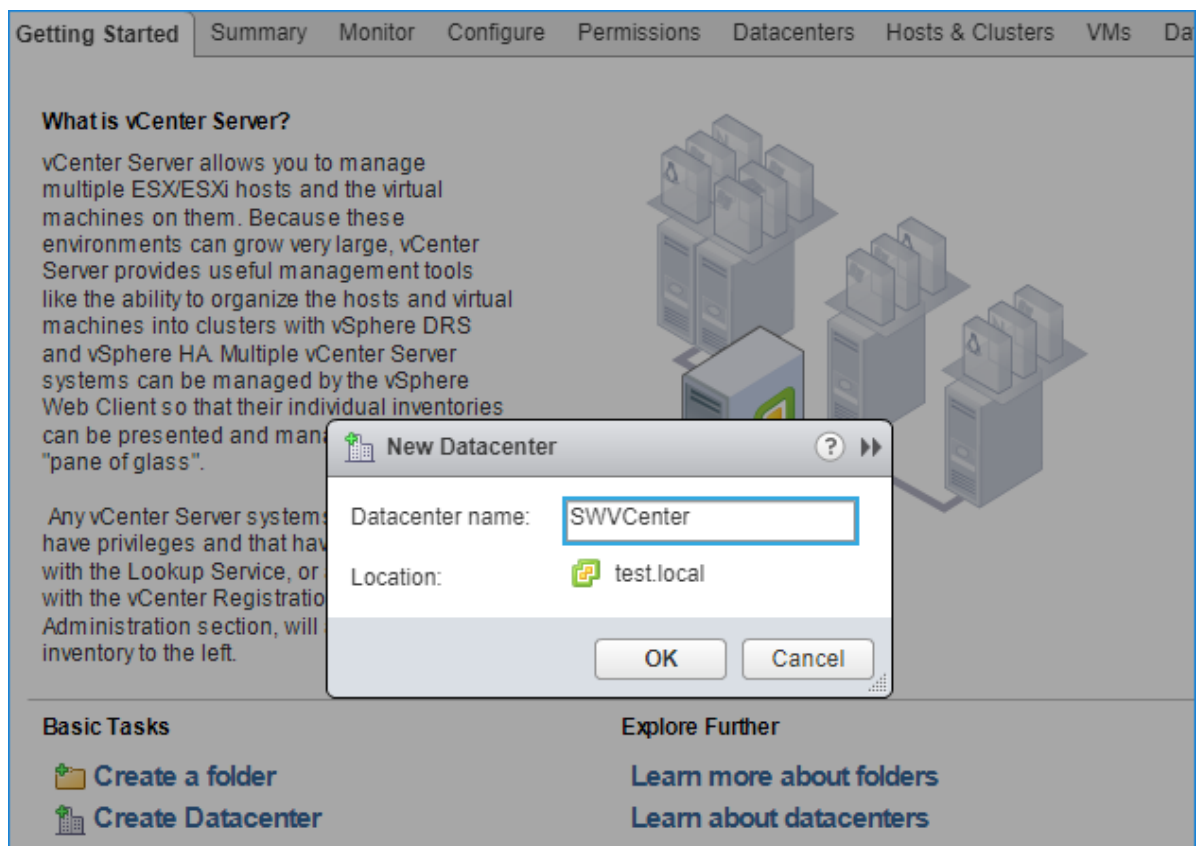 Getting Started Summary Monitor Configure Permissions Datacenters Hosts & Clusters VMs Da
What is vCenter Server?
vCenter Server allows you to manage
multiple ESX/ESXi hosts and the virtual
machines on them. Because these
environments can grow very large, vCenter
Server provides useful management tools
like the ability to organize the hosts and virtual
machines into clusters with vSphere DRS
and vSphere HA. Multiple vCenter Server
systems can be managed by the vSphere
Web Client so that their individual inventories
can be presented and mana
"pane of glass".
Any vCenter Server systems
have privileges and that hav
with the Lookup Service, or
with the vCenter Registratio
Administration section, will
inventory to the left.
New Datacenter ?
Datacenter name: SWVCenter
Location: test.local
OK Cancel
Basic Tasks Explore Further
Create a folder Learn more about folders
Create Datacenter Learn about datacenters